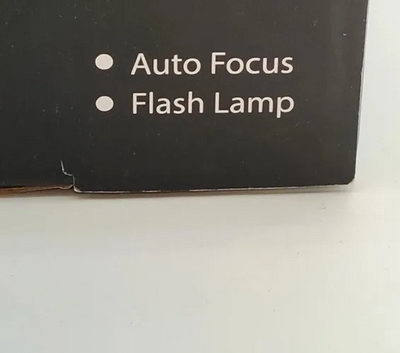 ● Auto Focus
● Flash Lamp